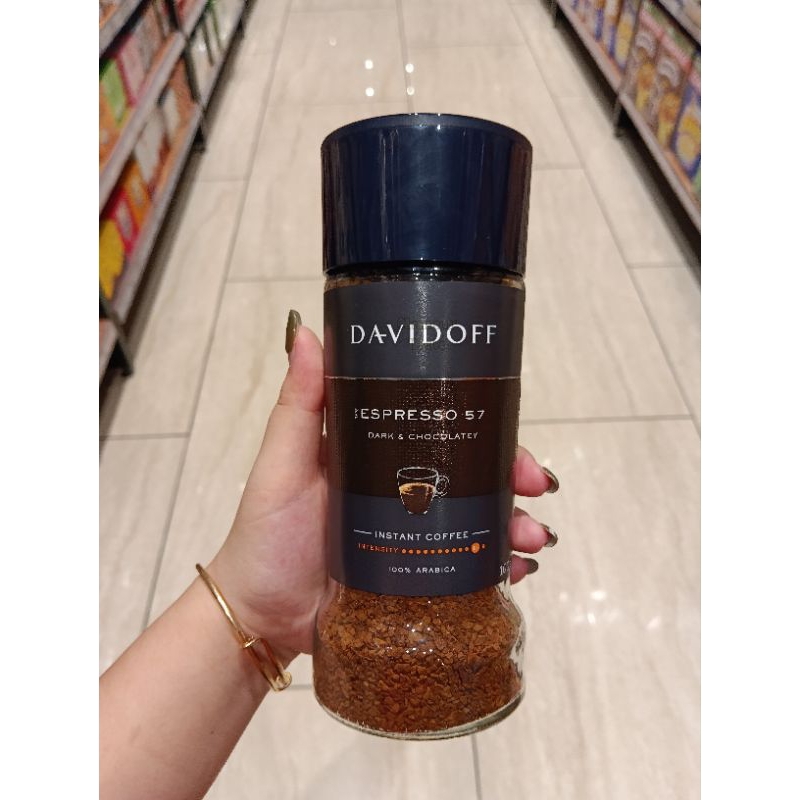 DAVIDOFF
ESPRESSO 57
DARK & CHOCOLATEY
INSTANT COFFEE
INTENSITY
100% ARABICA